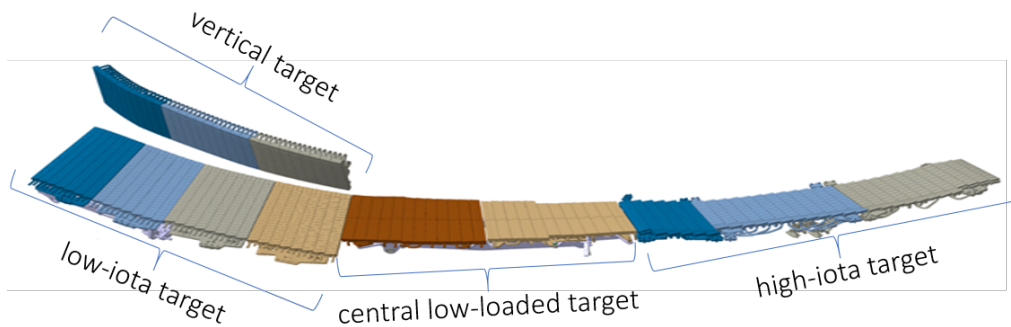 vertical target
low-iota target
central low-loaded target
high-iota target